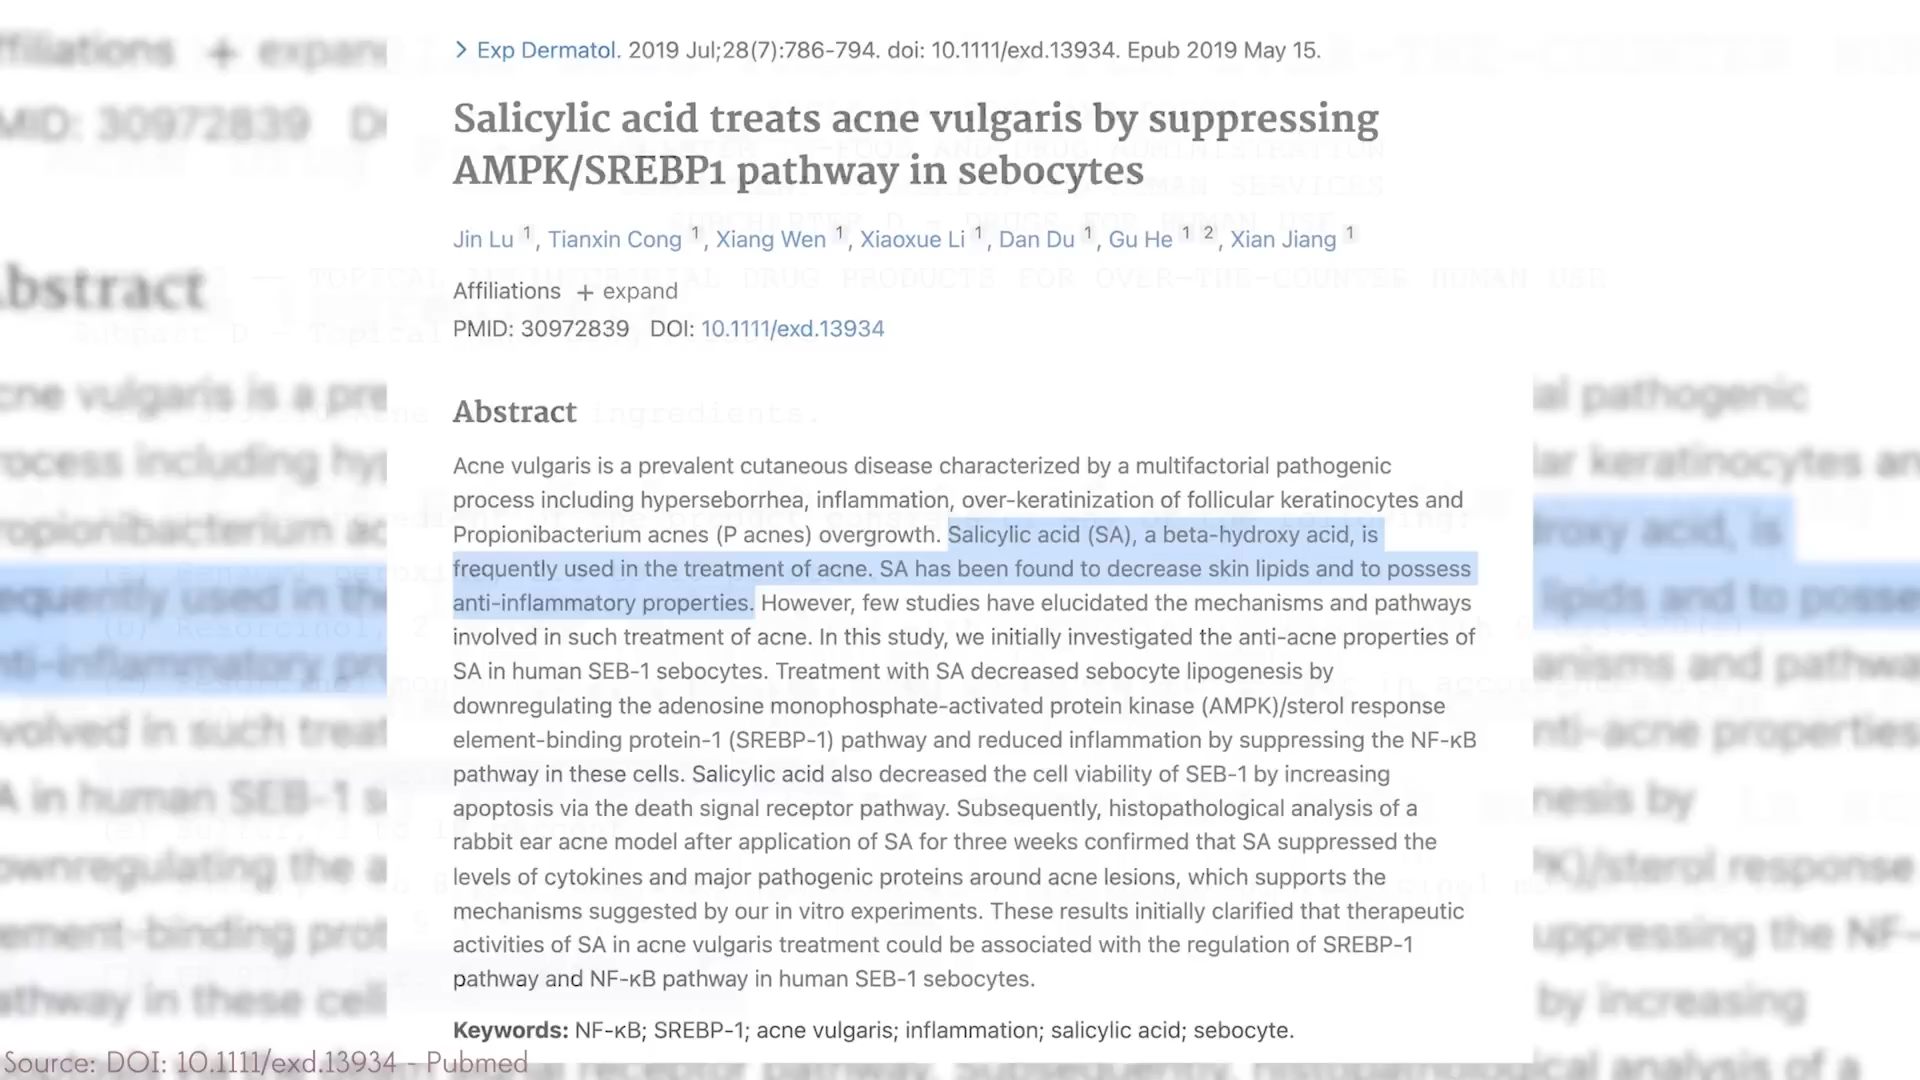 > Exp Dermatol. 2019 Jul;28(7):786-794. doi: 10.1111/exd.13934. Epub 2019 May 15.
Salicylic acid treats acne vulgaris by suppressing
AMPK/SREBP1 pathway in sebocytes
Jin Lu 1, Tianxin Cong 1, Xiang Wen 1, Xiaoxue Li 1, Dan Du 1, Gu He 1 2, Xian Jiang 1
Affiliations + expand
PMID: 30972839 DOI: 10.1111/exd.13934
Abstract
Acne vulgaris is a prevalent cutaneous disease characterized by a multifactorial pathogenic
process including hyperseborrhea, inflammation, over-keratinization of follicular keratinocytes and
Propionibacterium acnes (P acnes) overgrowth. Salicylic acid (SA), a beta-hydroxy acid, is
frequently used in the treatment of acne. SA has been found to decrease skin lipids and to possess
anti-inflammatory properties. However, few studies have elucidated the mechanisms and pathways
involved in such treatment of acne. In this study, we initially investigated the anti-acne properties of
SA in human SEB-1 sebocytes. Treatment with SA decreased sebocyte lipogenesis by
downregulating the adenosine monophosphate-activated protein kinase (AMPK)/sterol response
element-binding protein-1 (SREBP-1) pathway and reduced inflammation by suppressing the NF-κB
pathway in these cells. Salicylic acid also decreased the cell viability of SEB-1 by increasing
apoptosis via the death signal receptor pathway. Subsequently, histopathological analysis of a
rabbit ear acne model after application of SA for three weeks confirmed that SA suppressed the
levels of cytokines and major pathogenic proteins around acne lesions, which supports the
mechanisms suggested by our in vitro experiments. These results initially clarified that therapeutic
activities of SA in acne vulgaris treatment could be associated with the regulation of SREBP-1
pathway and NF-κB pathway in human SEB-1 sebocytes.
Keywords: NF-κB; SREBP-1; acne vulgaris; inflammation; salicylic acid; sebocyte.
Source: DOI: 10.1111/exd.13934 - Pubmed